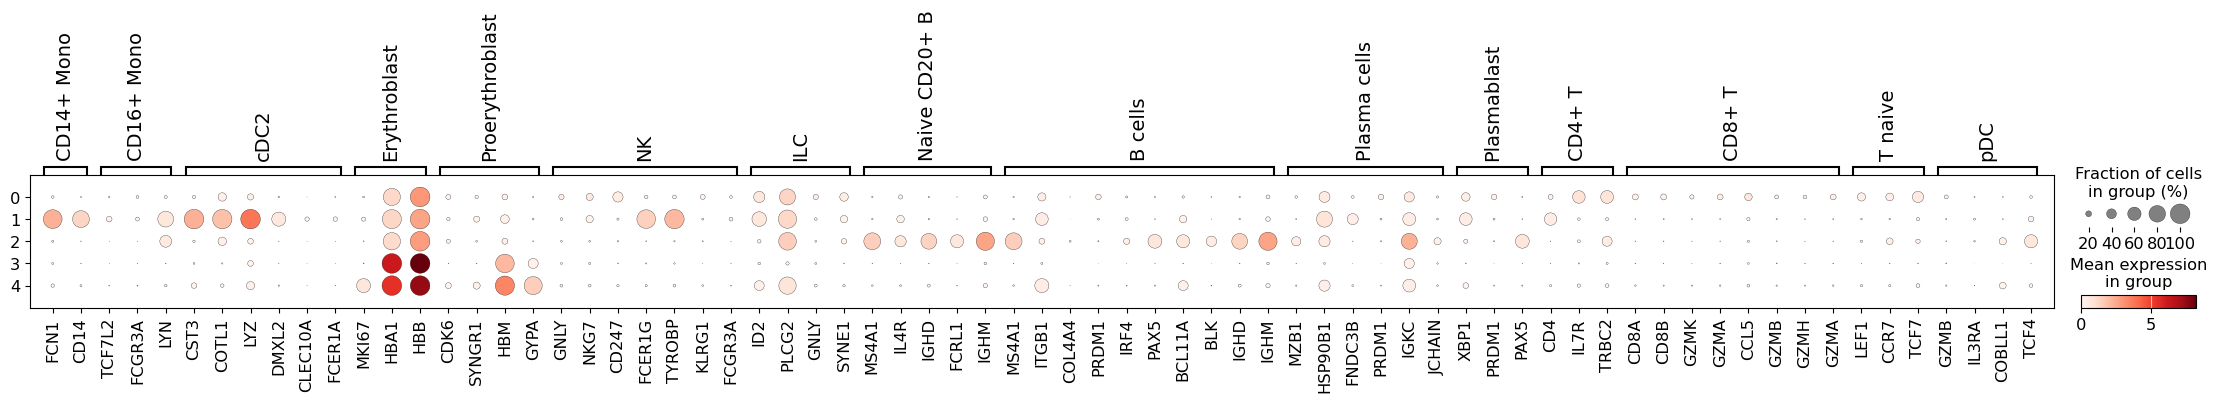 CD14+ Mono
CD16+ Mono
cDC2
Erythroblast
Proerythroblast
NK
ILC
Naive CD20+ B
B cells
Plasma cells
Plasmablast
CD4+ T
CD8+ T
T naive
pDC
0
1
2
3
4
FCN1
CD14
TCF7L2
FCGR3A
LYN
CST3
COTL1
LYZ
DMXL2
CLEC10A
FCER1A
MKI67
HBA1
HBB
CDK6
SYNGR1
HBM
GYPA
GNLY
NKG7
CD247
FCER1G
TYROBP
KLRG1
FCGR3A
ID2
PLCG2
GNLY
SYNE1
MS4A1
IL4R
IGHD
FCRL1
IGHM
MS4A1
ITGB1
COL4A4
PRDM1
IRF4
PAX5
BCL11A
BLK
IGHD
IGHM
MZB1
HSP90B1
FNDC3B
PRDM1
IGKC
JCHAIN
XBP1
PRDM1
PAX5
CD4
IL7R
TRBC2
CD8A
CD8B
GZMK
GZMA
CCL5
GZMB
GZMH
GZMA
LEF1
CCR7
TCF7
GZMB
IL3RA
COBLL1
TCF4
Fraction of cells
in group (%)
20 40 60 80 100
Mean expression
in group
0 5